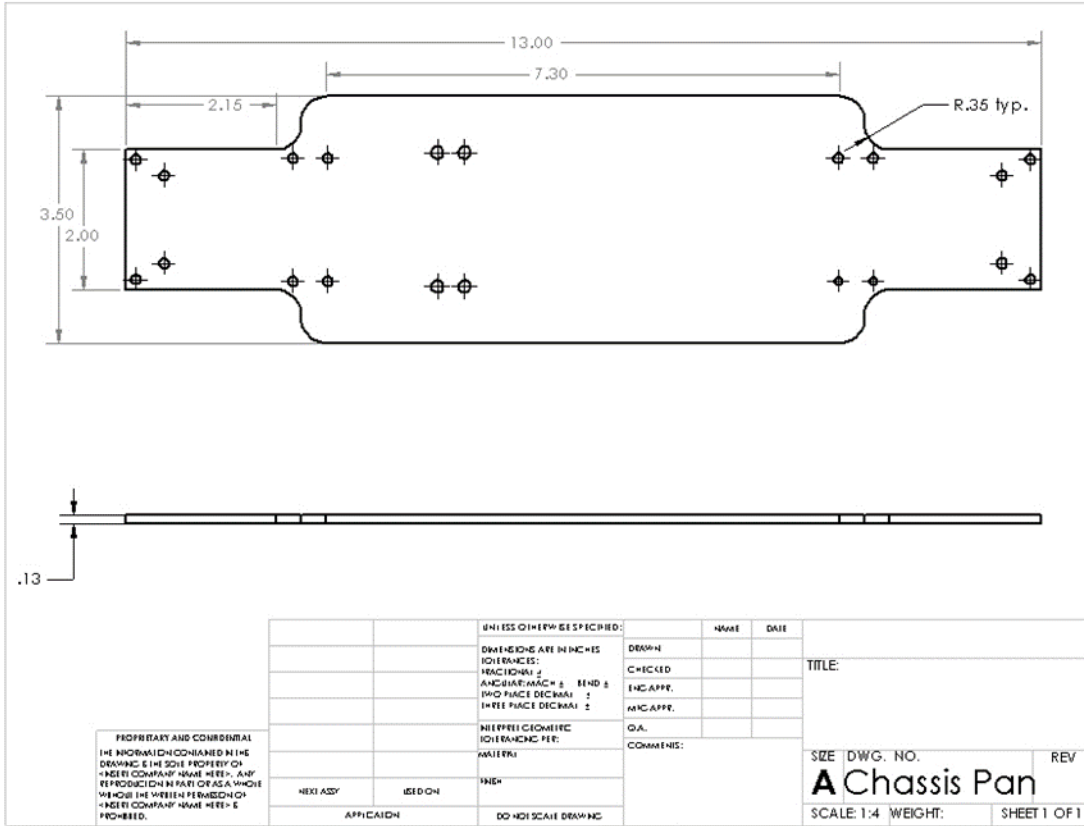 13.00
7.30
2.15
R.35 typ.
3.50
2.00
.13
UNLESS OTHERWISE SPECIFIED:
NAME
DATE
DIMENSIONS ARE IN INCHES
TOLERANCES:
FRACTIONAL ±
ANGULAR: MACH ± BEND ±
TWO PLACE DECIMAL ±
THREE PLACE DECIMAL ±
DRAWN
CHECKED
ENG APPR.
MFG APPR.
TITLE:
INTERPRET GEOMETRIC
TOLERANCING PER:
Q.A.
COMMENTS:
MATERIAL
FINISH
PROPRIETARY AND CONFIDENTIAL
THE INFORMATION CONTAINED IN THIS
DRAWING IS THE SOLE PROPERTY OF
<INSERT COMPANY NAME HERE>. ANY
REPRODUCTION IN PART OR AS A WHOLE
WITHOUT THE WRITTEN PERMISSION OF
<INSERT COMPANY NAME HERE> IS
PROHIBITED.
NEXT ASSY
USED ON
APPLICATION
DO NOT SCALE DRAWING
SIZE DWG. NO. REV
A Chassis Pan
SCALE: 1:4 WEIGHT: SHEET 1 OF 1